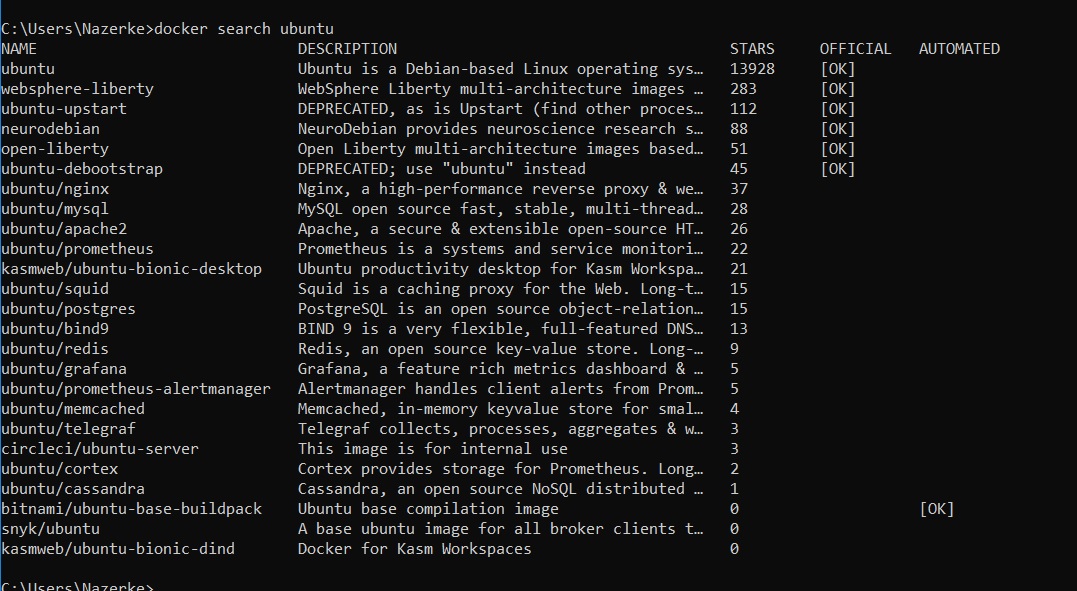 C:\Users\Nazerke>docker search ubuntu
NAME DESCRIPTION STARS OFFICIAL AUTOMATED
ubuntu Ubuntu is a Debian-based Linux operating sys… 13928 [OK]
websphere-liberty WebSphere Liberty multi-architecture images … 283 [OK]
ubuntu-upstart DEPRECATED, as is Upstart (find other proces… 112 [OK]
neurodebian NeuroDebian provides neuroscience research s… 88 [OK]
open-liberty Open Liberty multi-architecture images based… 51 [OK]
ubuntu-debootstrap DEPRECATED; use "ubuntu" instead 45 [OK]
ubuntu/nginx Nginx, a high-performance reverse proxy & we… 37
ubuntu/mysql MySQL open source fast, stable, multi-thread… 28
ubuntu/apache2 Apache, a secure & extensible open-source HT… 26
ubuntu/prometheus Prometheus is a systems and service monitori… 22
kasmweb/ubuntu-bionic-desktop Ubuntu productivity desktop for Kasm Workspa… 21
ubuntu/squid Squid is a caching proxy for the Web. Long-t… 15
ubuntu/postgres PostgreSQL is an open source object-relation… 15
ubuntu/bind9 BIND 9 is a very flexible, full-featured DNS… 13
ubuntu/redis Redis, an open source key-value store. Long-… 9
ubuntu/grafana Grafana, a feature rich metrics dashboard & … 5
ubuntu/prometheus-alertmanager Alertmanager handles client alerts from Prom… 5
ubuntu/memcached Memcached, in-memory keyvalue store for smal… 4
ubuntu/telegraf Telegraf collects, processes, aggregates & w… 3
circleci/ubuntu-server This image is for internal use 3
ubuntu/cortex Cortex provides storage for Prometheus. Long… 2
ubuntu/cassandra Cassandra, an open source NoSQL distributed … 1
bitnami/ubuntu-base-buildpack Ubuntu base compilation image 0 [OK]
snyk/ubuntu A base ubuntu image for all broker clients t… 0
kasmweb/ubuntu-bionic-dind Docker for Kasm Workspaces 0
C:\Users\Nazerke>